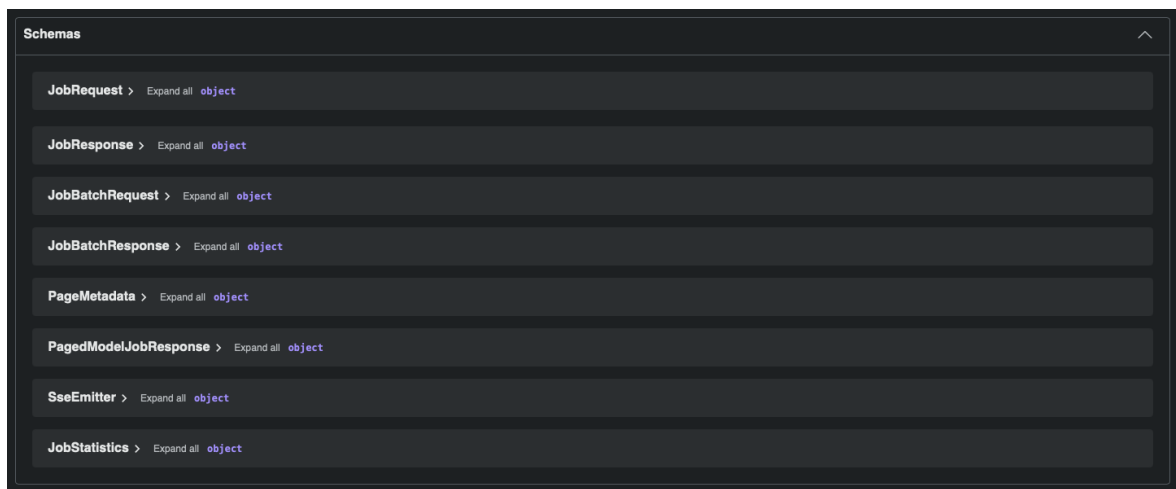 Schemas
JobRequest > Expand all object
JobResponse > Expand all object
JobBatchRequest > Expand all object
JobBatchResponse > Expand all object
PageMetadata > Expand all object
PagedModelJobResponse > Expand all object
SseEmitter > Expand all object
JobStatistics > Expand all object